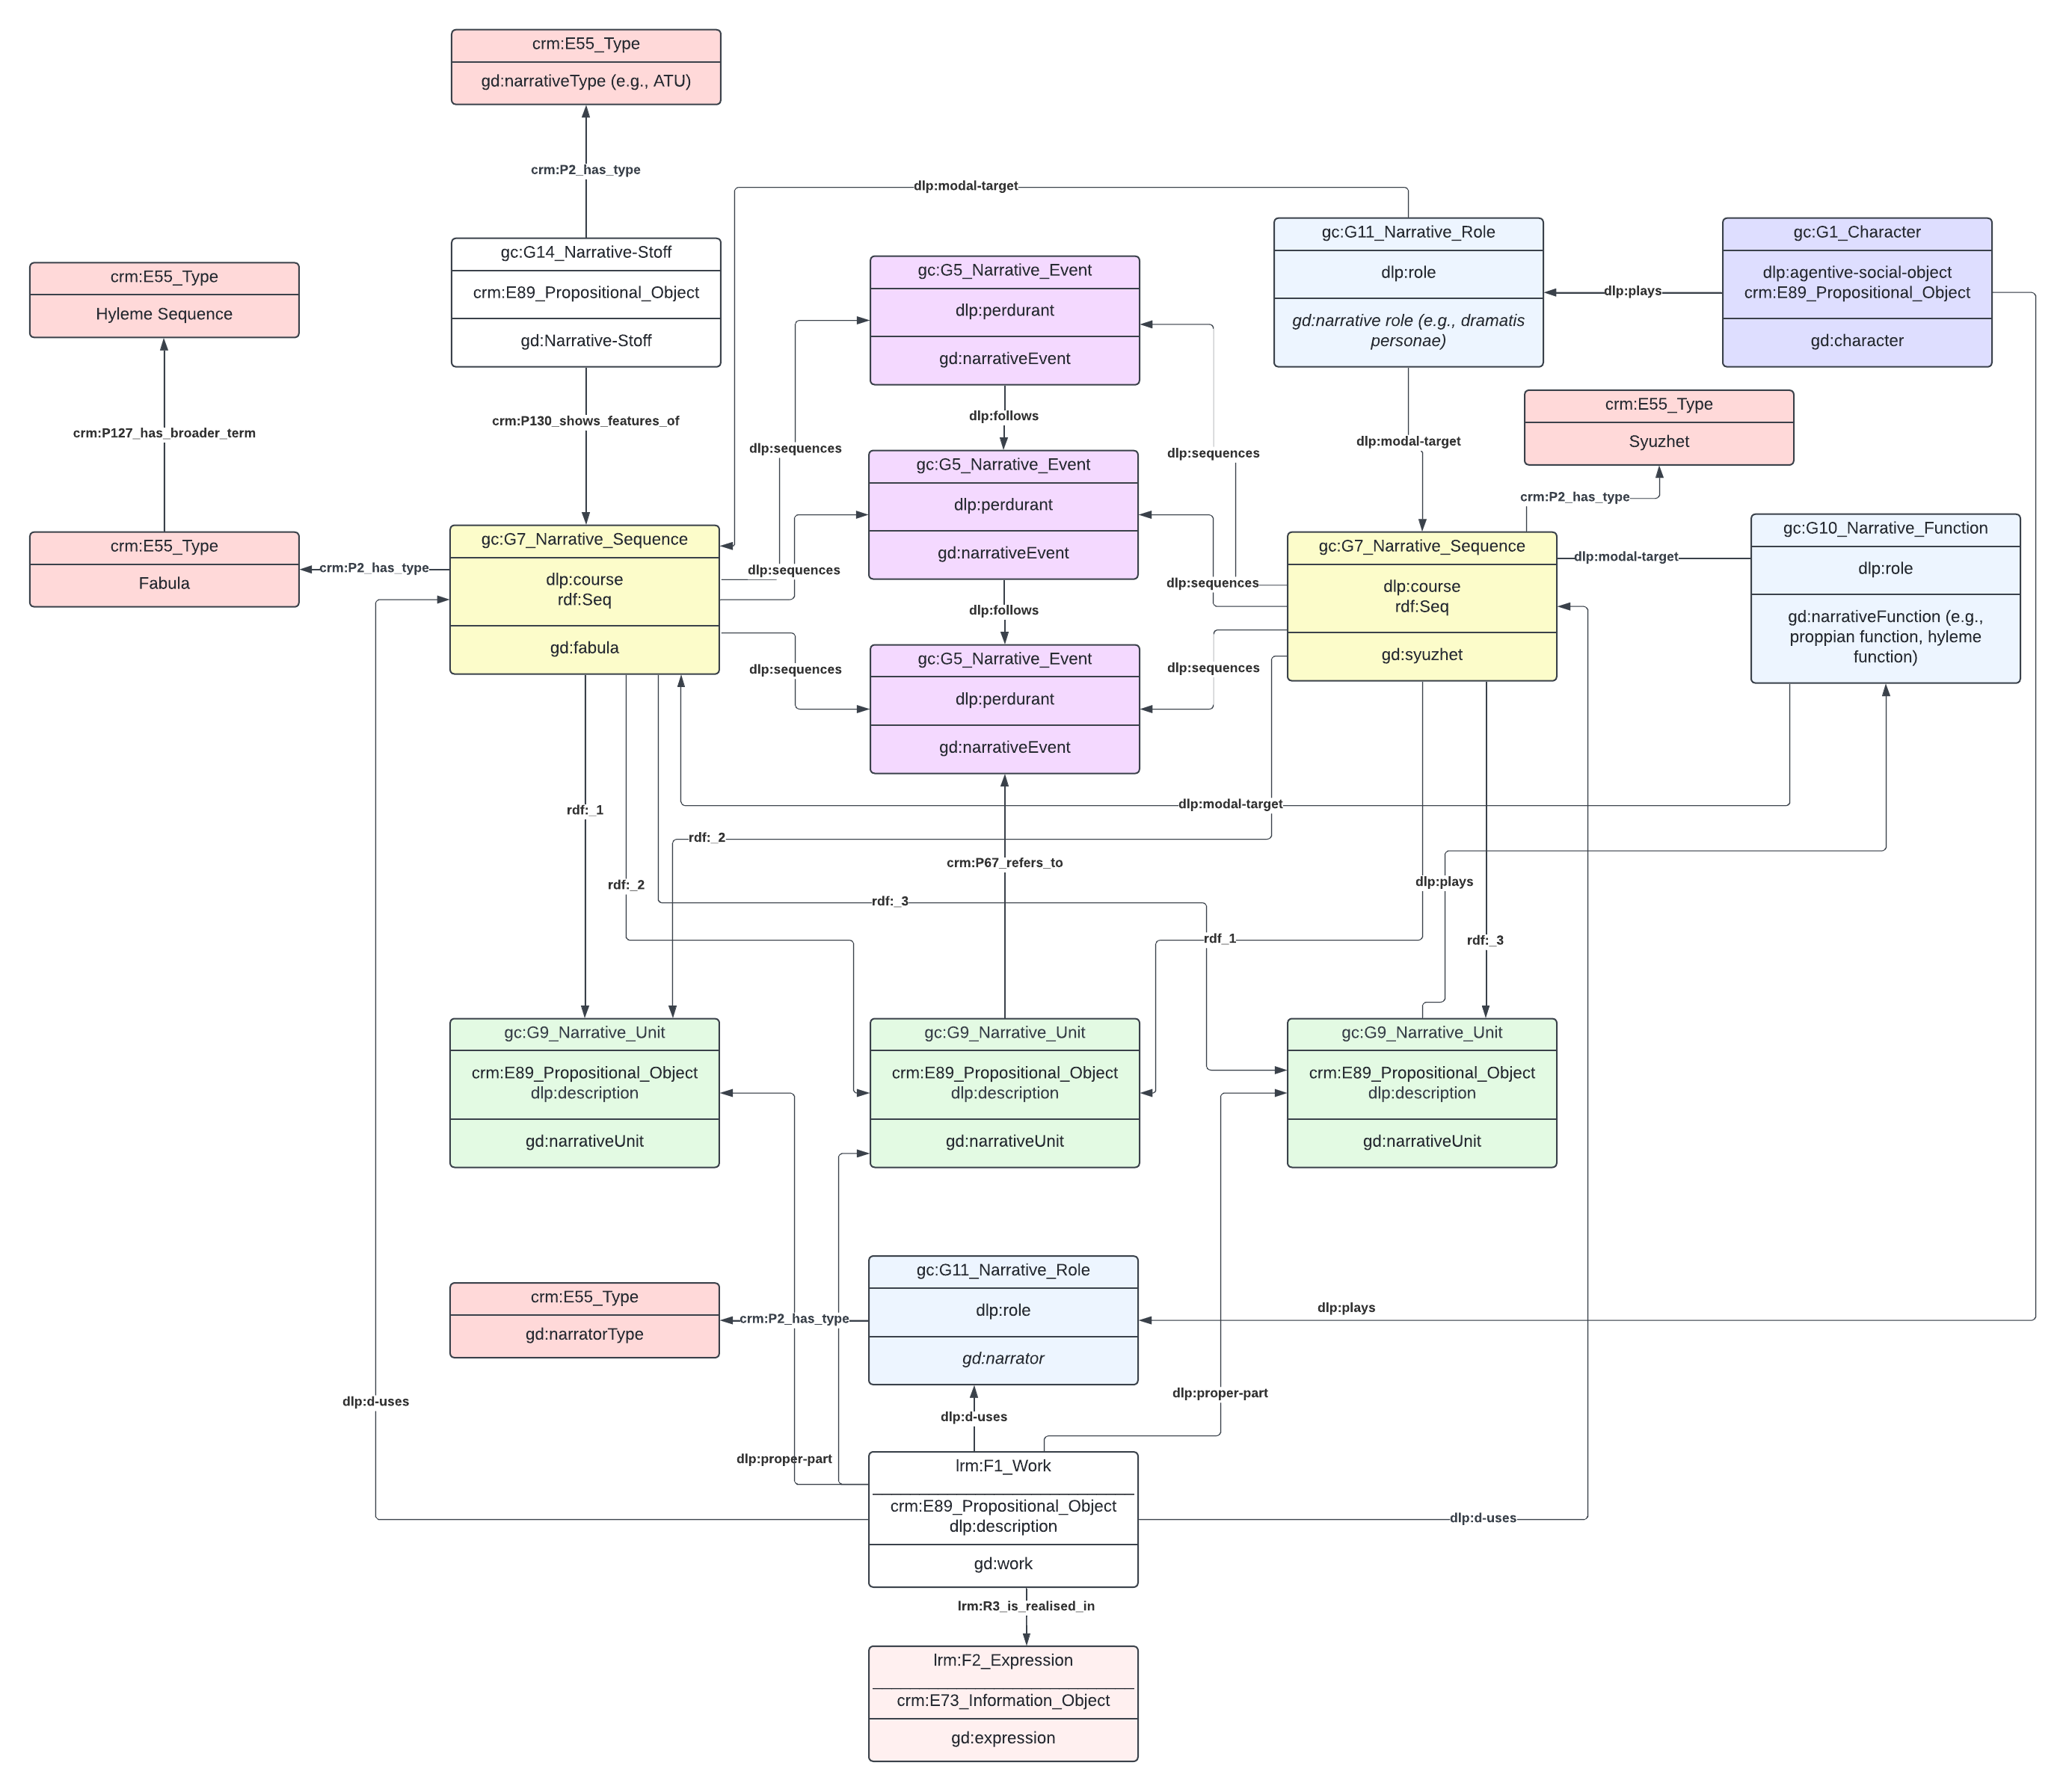 crm:E55_Type
gd:narrativeType (e.g., ATU)
crm:P2_has_type
dlp:modal-target
gc:G14_Narrative-Stoff
crm:E89_Propositional_Object
gd:Narrative-Stoff
crm:E55_Type
Hyleme Sequence
gc:G5_Narrative_Event
dlp:perdurant
gd:narrativeEvent
gc:G11_Narrative_Role
dlp:role
gd:narrative role (e.g., dramatis
personae)
dlp:plays
gc:G1_Character
dlp:agentive-social-object
crm:E89_Propositional_Object
gd:character
crm:P127_has_broader_term
crm:P130_shows_features_of
dlp:sequences
dlp:follows
dlp:sequences
dlp:modal-target
crm:E55_Type
Syuzhet
crm:P2_has_type
gc:G5_Narrative_Event
dlp:perdurant
gd:narrativeEvent
crm:E55_Type
Fabula
crm:P2_has_type
gc:G7_Narrative_Sequence
dlp:course
rdf:Seq
gd:fabula
dlp:sequences
dlp:sequences
gc:G7_Narrative_Sequence
dlp:course
rdf:Seq
gd:syuzhet
dlp:modal-target
gc:G10_Narrative_Function
dlp:role
gd:narrativeFunction (e.g.,
proppian function, hyleme
function)
dlp:follows
dlp:sequences
dlp:sequences
gc:G5_Narrative_Event
dlp:perdurant
gd:narrativeEvent
dlp:modal-target
rdf:_1
rdf:_2
crm:P67_refers_to
rdf:_2
dlp:plays
rdf:_3
rdf_1
rdf:_3
gc:G9_Narrative_Unit
crm:E89_Propositional_Object
dlp:description
gd:narrativeUnit
gc:G9_Narrative_Unit
crm:E89_Propositional_Object
dlp:description
gd:narrativeUnit
gc:G9_Narrative_Unit
crm:E89_Propositional_Object
dlp:description
gd:narrativeUnit
crm:E55_Type
gd:narratorType
crm:P2_has_type
gc:G11_Narrative_Role
dlp:role
gd:narrator
dlp:plays
dlp:d-uses
dlp:d-uses
dlp:proper-part
dlp:proper-part
lrm:F1_Work
crm:E89_Propositional_Object
dlp:description
gd:work
dlp:d-uses
lrm:R3_is_realised_in
lrm:F2_Expression
crm:E73_Information_Object
gd:expression